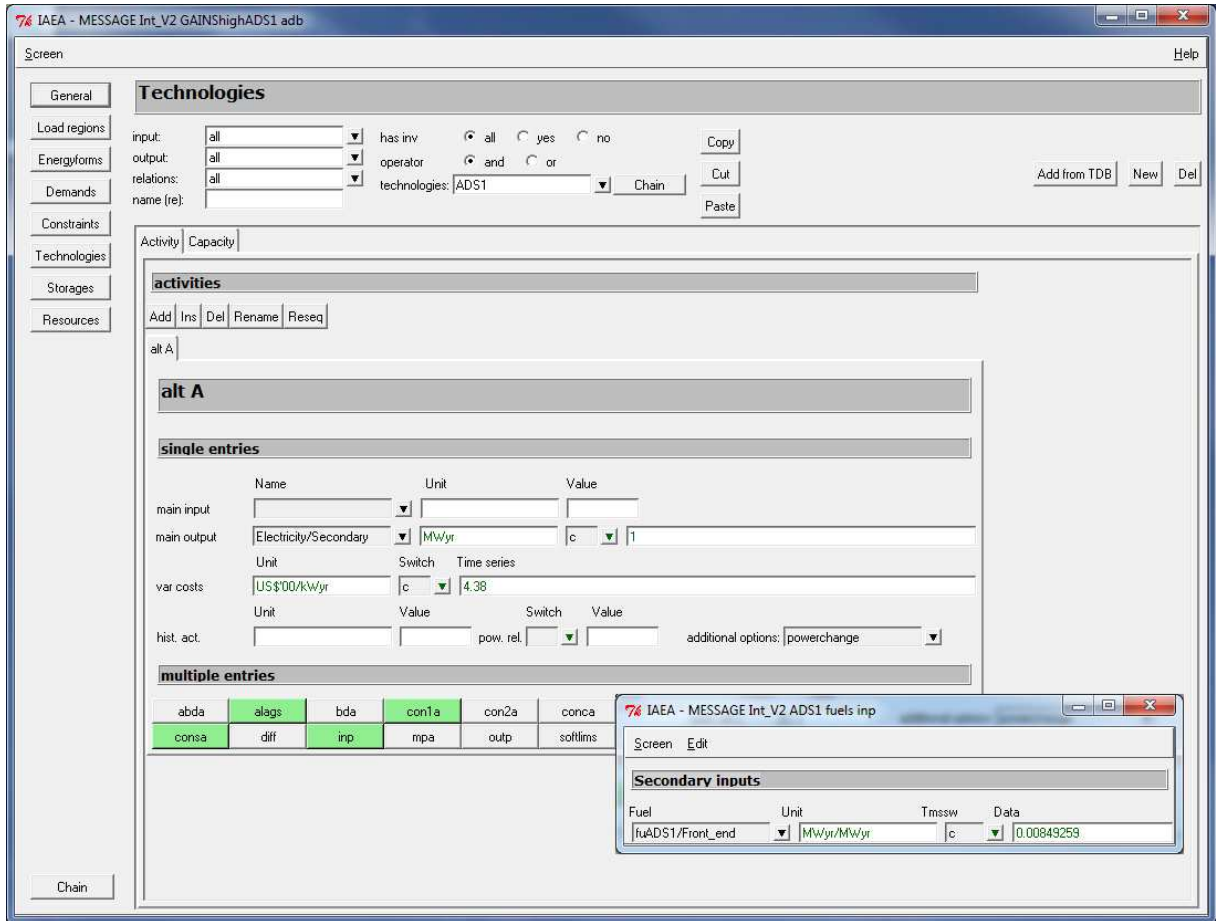 IAEA - MESSAGE Int_V2 GAINShighADS1 adb
Screen Help
General
Technologies
Load regions
Energyforms
Demands
Constraints
Technologies
Storages
Resources
input: all has inv all yes no Copy
output: all operator and or
relations: all technologies: ADS1 Chain Cut Add from TDB New Del
name (re): Paste
Activity Capacity
activities
Add Ins Del Rename Reseq
alt A
alt A
single entries
Name Unit Value
main input
main output Electricity/Secondary MWyr c 1
Unit Switch Time series
var costs US$'00/kWyr c 4.38
Unit Value Switch Value
hist. act. pow. rel. additional options: powerchange
multiple entries
abda alags bda con1a con2a conca
consa diff inp mpa outp softlims
IAEA - MESSAGE Int_V2 ADS1 fuels inp
Screen Edit
Secondary inputs
Fuel Unit Tmssw Data
fuADS1/Front_end MWyr/MWyr c 0.00849259
Chain